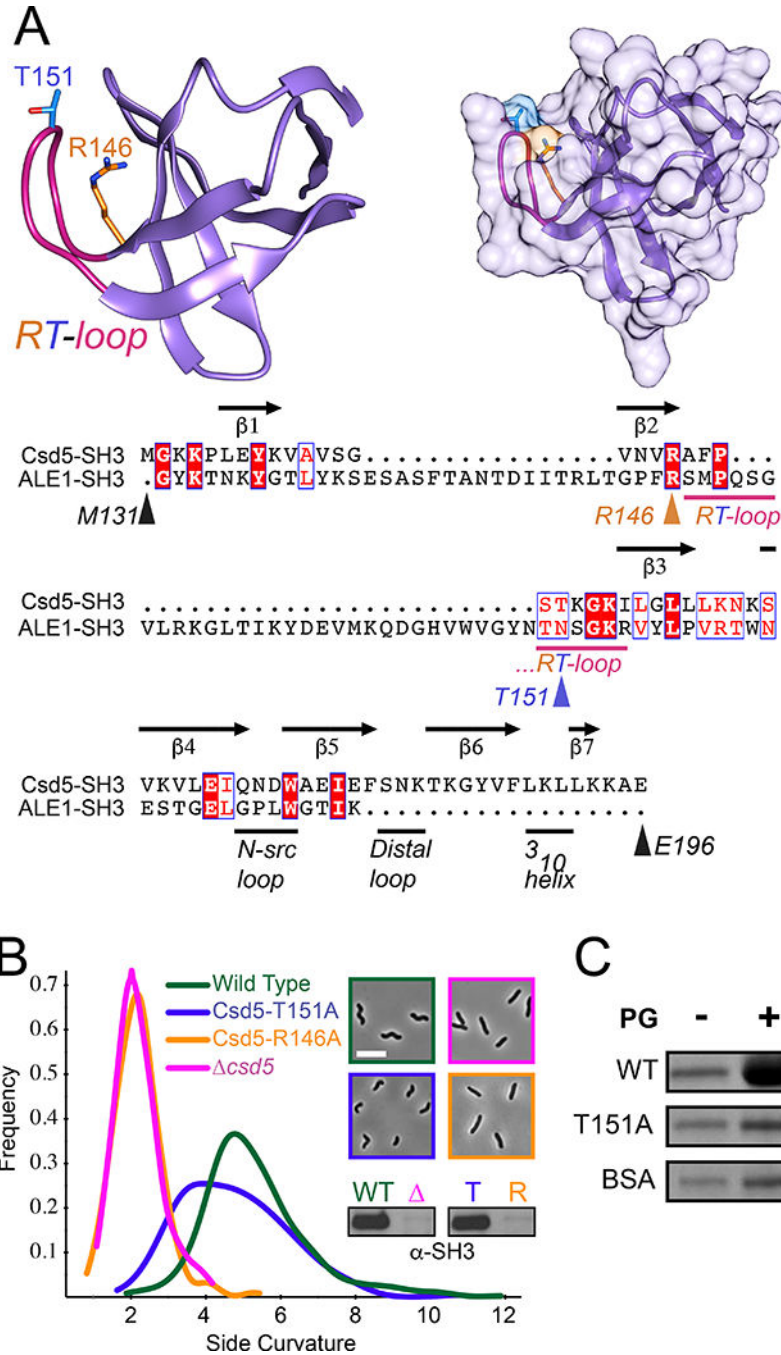 A
T151
R146
RT-loop
β1 β2
Csd5-SH3 MGKKPLEYKVAVSG................VNVRAFP....
ALE1-SH3 .GYKTNKYGTLYKSESASFTANTDIITRLTGPFRSMPQSG
M131 R146 RT-loop
β3
Csd5-SH3 .........................STKGKILGLLLKNKS
ALE1-SH3 VLRKGLTIKYDEVMKQDGHVWVGYNTNSGKRVYLPVRTWN
...RT-loop
T151
β4 β5 β6 β7
Csd5-SH3 VKVLEIQNDWAEIEFSNKTKGYVFLKLLKKAE
ALE1-SH3 ESTGELGPLWGTIK..................
N-src loop Distal loop 3₁₀ helix E196
B
Frequency
0.7
0.6
0.5
0.4
0.3
0.2
0.1
2 4 6 8 10 12
Side Curvature
Wild Type
Csd5-T151A
Csd5-R146A
Δcsd5
WT Δ T R
α-SH3
C
PG - +
WT
T151A
BSA